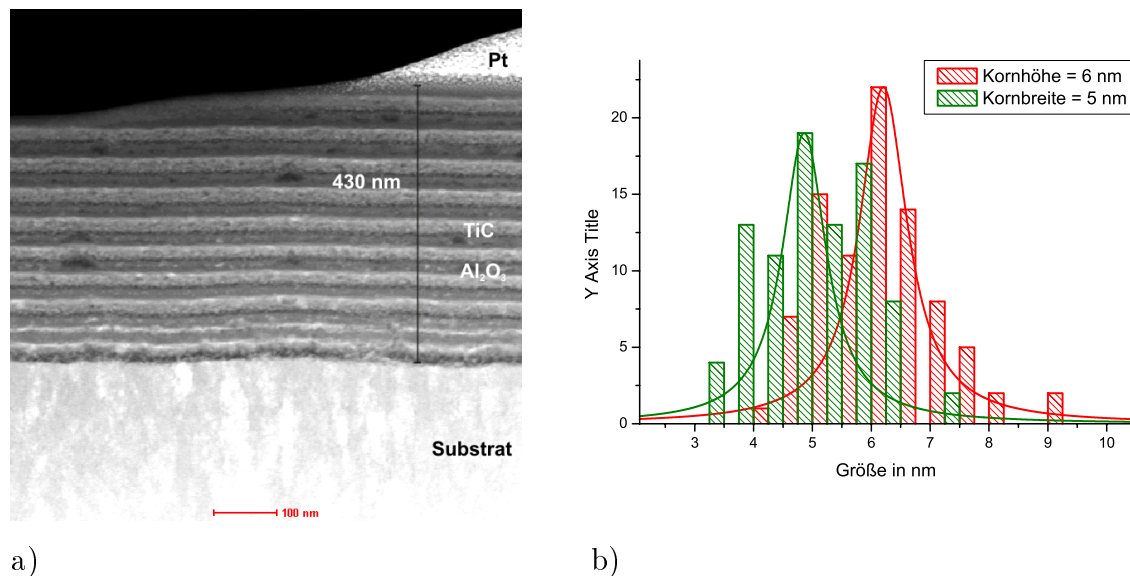 Pt
430 nm
TiC
Al₂O₃
Substrat
100 nm
a)
Kornhöhe = 6 nm
Kornbreite = 5 nm
Y Axis Title
20
15
10
5
0
3 4 5 6 7 8 9 10
Größe in nm
b)